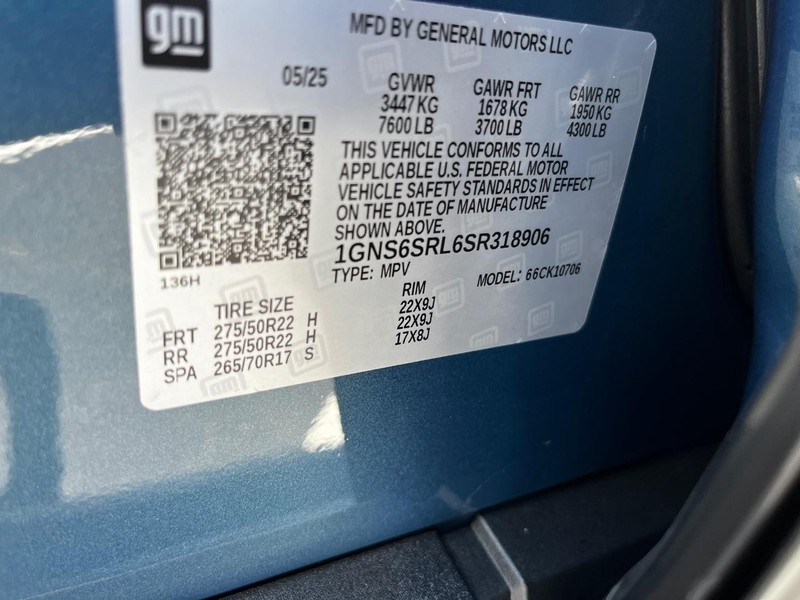 gm
MFD BY GENERAL MOTORS LLC
05/25
GVWR GAWR FRT GAWR RR
3447 KG 1678 KG 1950 KG
7600 LB 3700 LB 4300 LB
THIS VEHICLE CONFORMS TO ALL
APPLICABLE U.S. FEDERAL MOTOR
VEHICLE SAFETY STANDARDS IN EFFECT
ON THE DATE OF MANUFACTURE
SHOWN ABOVE.
1GNS6SRL6SR318906
136H
TYPE: MPV MODEL: 66CK10706
TIRE SIZE RIM
FRT 275/50R22 H 22X9J
RR 275/50R22 H 22X9J
SPA 265/70R17 S 17X8J